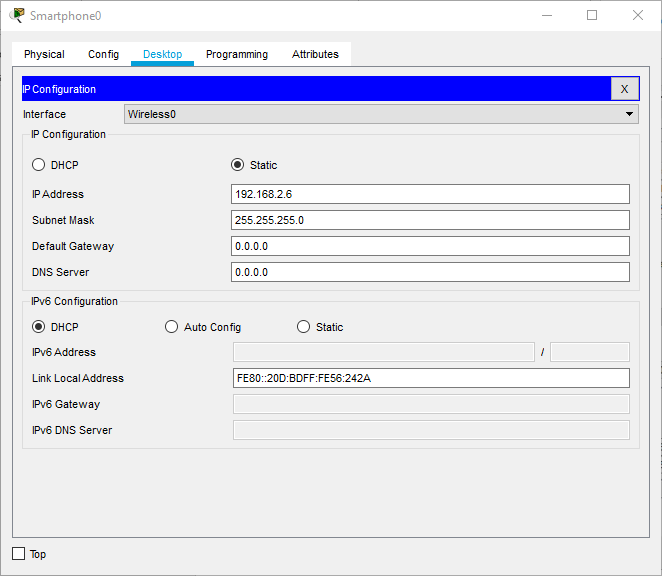 Smartphone0
Physical Config Desktop Programming Attributes
IP Configuration X
Interface Wireless0
IP Configuration
DHCP Static
IP Address 192.168.2.6
Subnet Mask 255.255.255.0
Default Gateway 0.0.0.0
DNS Server 0.0.0.0
IPv6 Configuration
DHCP Auto Config Static
IPv6 Address /
Link Local Address FE80::20D:BDFF:FE56:242A
IPv6 Gateway
IPv6 DNS Server
Top